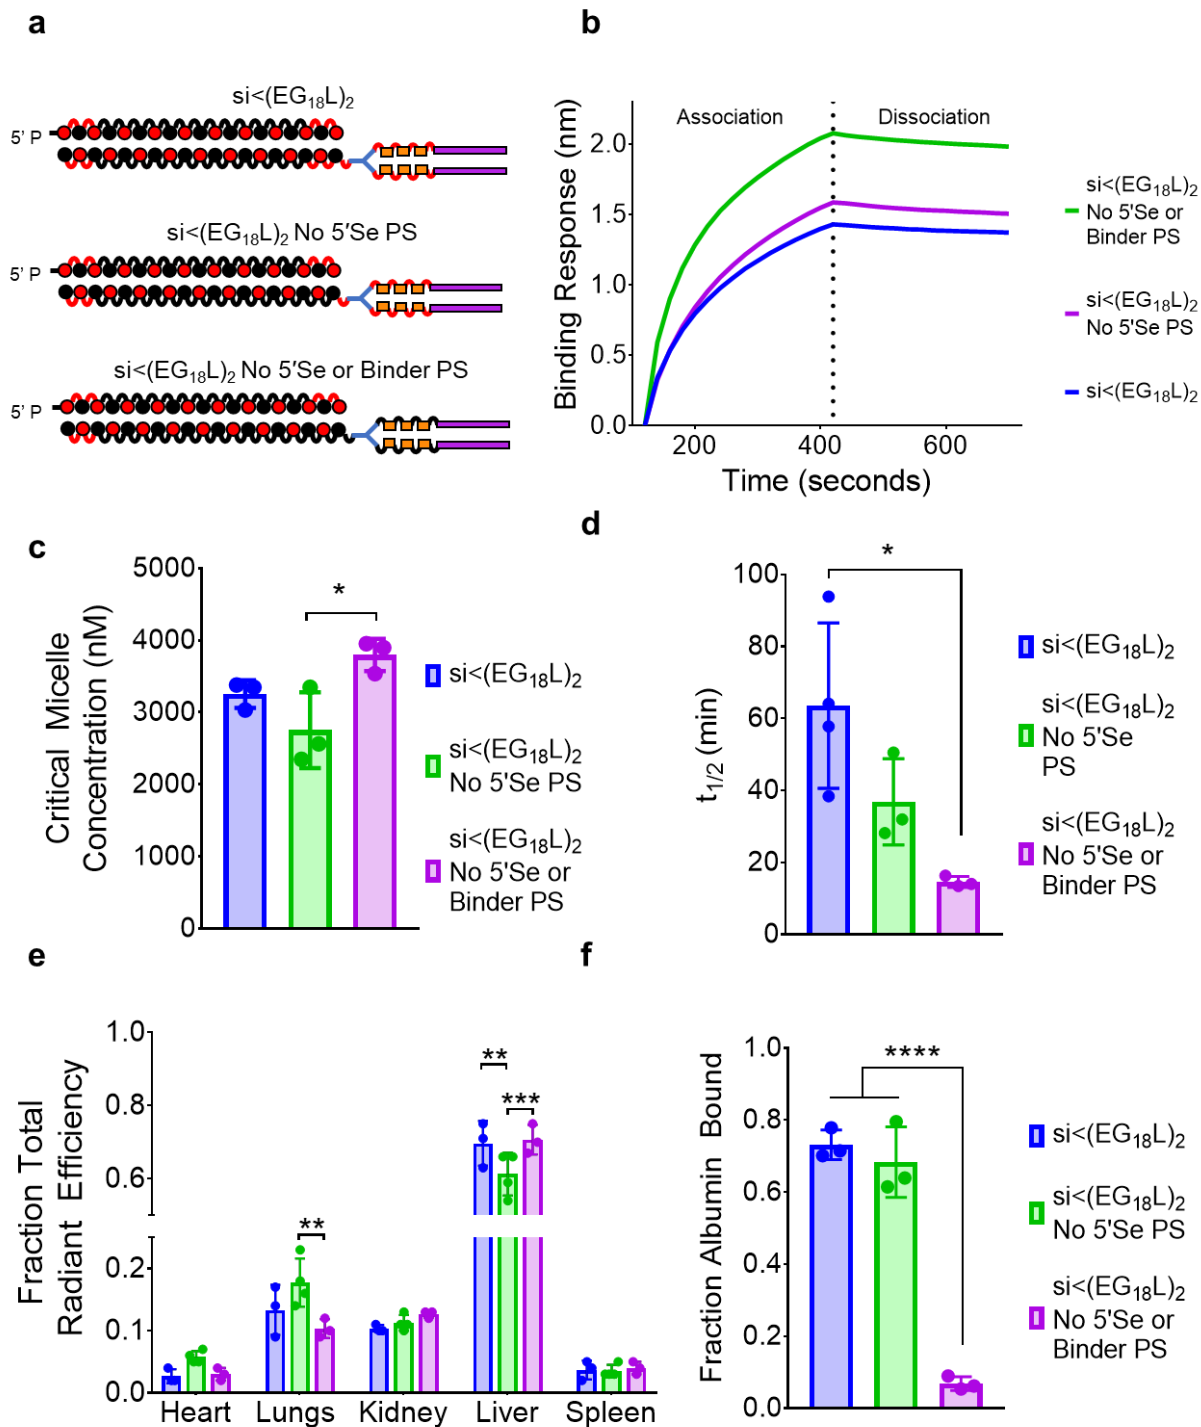 a
si<(EG₁₈L)₂
5' P
si<(EG₁₈L)₂ No 5'Se PS
5' P
si<(EG₁₈L)₂ No 5'Se or Binder PS
5' P
b
Binding Response (nm)
2.0
1.5
1.0
0.5
0.0
Association
Dissociation
200
400
600
Time (seconds)
si<(EG₁₈L)₂
No 5'Se or
Binder PS
si<(EG₁₈L)₂
No 5'Se PS
si<(EG₁₈L)₂
c
Critical Micelle
Concentration (nM)
5000
4000
3000
2000
1000
0
*
si<(EG₁₈L)₂
si<(EG₁₈L)₂
No 5'Se PS
si<(EG₁₈L)₂
No 5'Se or
Binder PS
d
t₁/₂ (min)
100
80
60
40
20
0
*
si<(EG₁₈L)₂
si<(EG₁₈L)₂
No 5'Se
PS
si<(EG₁₈L)₂
No 5'Se or
Binder PS
e
Fraction Total
Radiant Efficiency
1.0
0.8
0.6
0.2
0.1
0.0
**
**
***
Heart
Lungs
Kidney
Liver
Spleen
f
Fraction Albumin Bound
1.0
0.8
0.6
0.4
0.2
0.0
****
si<(EG₁₈L)₂
si<(EG₁₈L)₂
No 5'Se PS
si<(EG₁₈L)₂
No 5'Se or
Binder PS